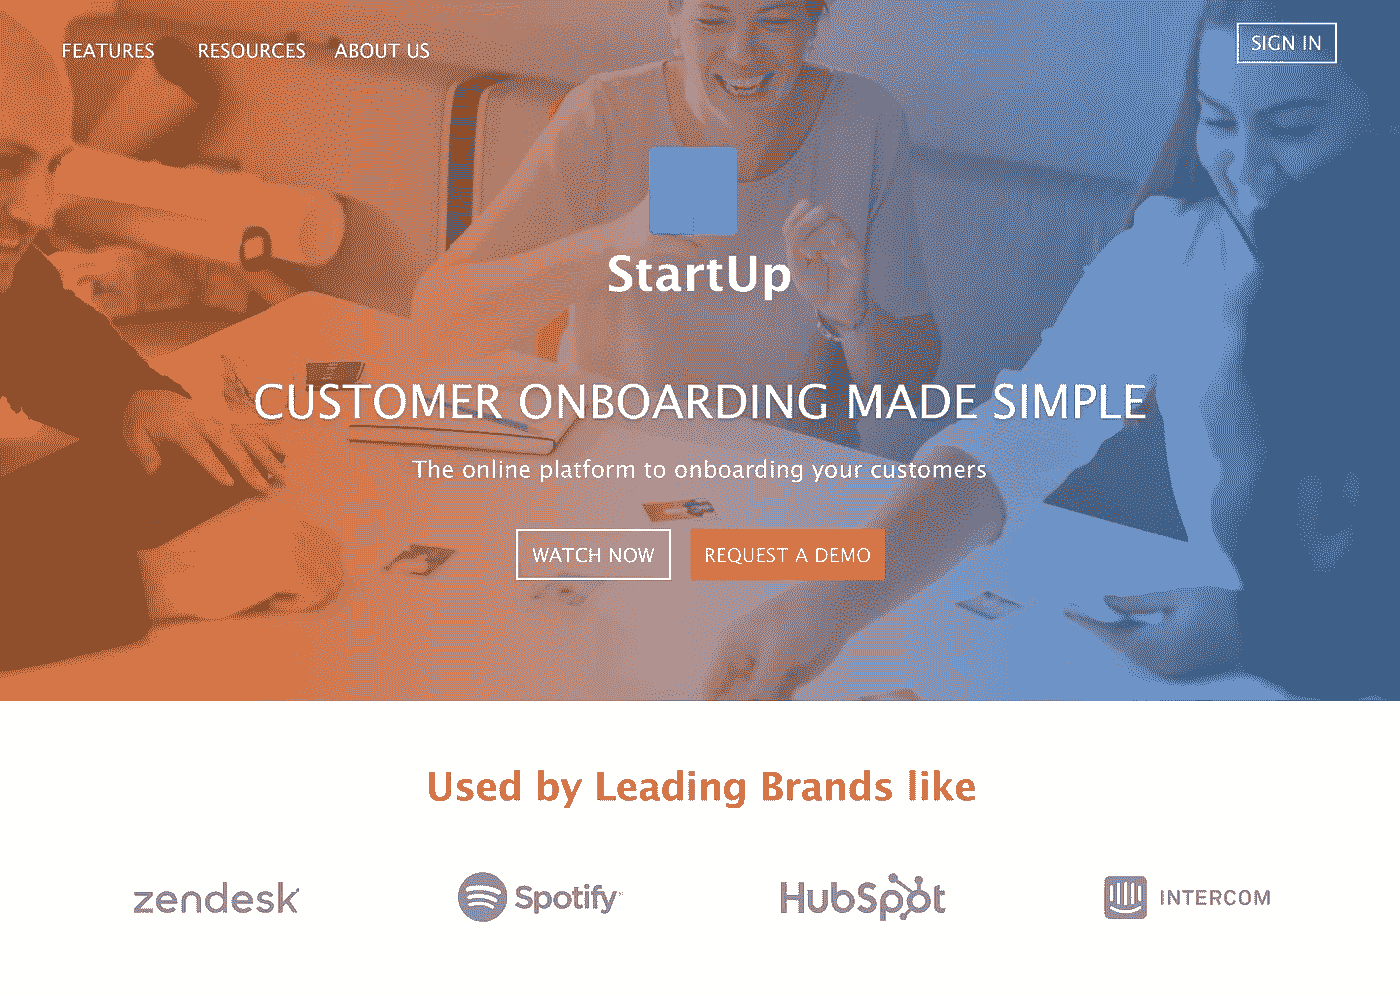 FEATURES RESOURCES ABOUT US SIGN IN
StartUp
CUSTOMER ONBOARDING MADE SIMPLE
The online platform to onboarding your customers
WATCH NOW REQUEST A DEMO
Used by Leading Brands like
zendesk Spotify HubSpot INTERCOM